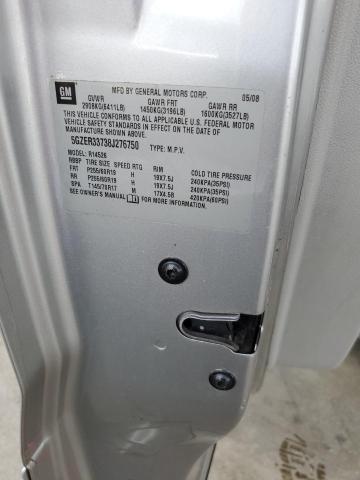 GM
MFD BY GENERAL MOTORS CORP. 05/08
GVWR GAWR FRT GAWR RR
2908KG(6411LB) 1450KG(3196LB) 1600KG(3527LB)
THIS VEHICLE CONFORMS TO ALL APPLICABLE U.S. FEDERAL MOTOR
VEHICLE SAFETY STANDARDS IN EFFECT ON THE DATE OF
MANUFACTURE SHOWN ABOVE.
5GZER33738J276750 TYPE: M.P.V.
MODEL: R14526
RBBP TIRE SIZE SPEED RTG RIM COLD TIRE PRESSURE
FRT P255/60R19 H 19X7.5J 240KPA(35PSI)
RR P255/60R19 H 19X7.5J 240KPA(35PSI)
SPA T145/70R17 M 17X4.5B 420KPA(60PSI)
SEE OWNER'S MANUAL FOR MORE INFORMATION.